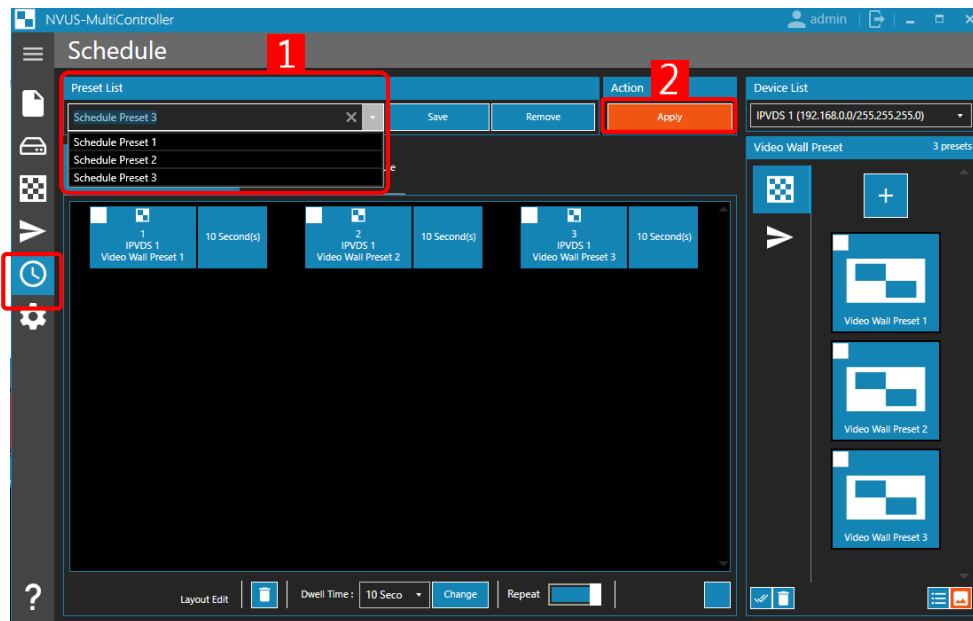 NVUS-MultiController
admin
Schedule
1
Preset List
Action
2
Device List
Schedule Preset 3
Save
Remove
Apply
IPVDS 1 (192.168.0.0/255.255.255.0)
Schedule Preset 1
Schedule Preset 2
Schedule Preset 3
Video Wall Preset
3 presets
1
IPVDS 1
Video Wall Preset 1
10 Second(s)
2
IPVDS 1
Video Wall Preset 2
10 Second(s)
3
IPVDS 1
Video Wall Preset 3
10 Second(s)
Video Wall Preset 1
Video Wall Preset 2
Video Wall Preset 3
Layout Edit
Dwell Time :
10 Seco
Change
Repeat
?